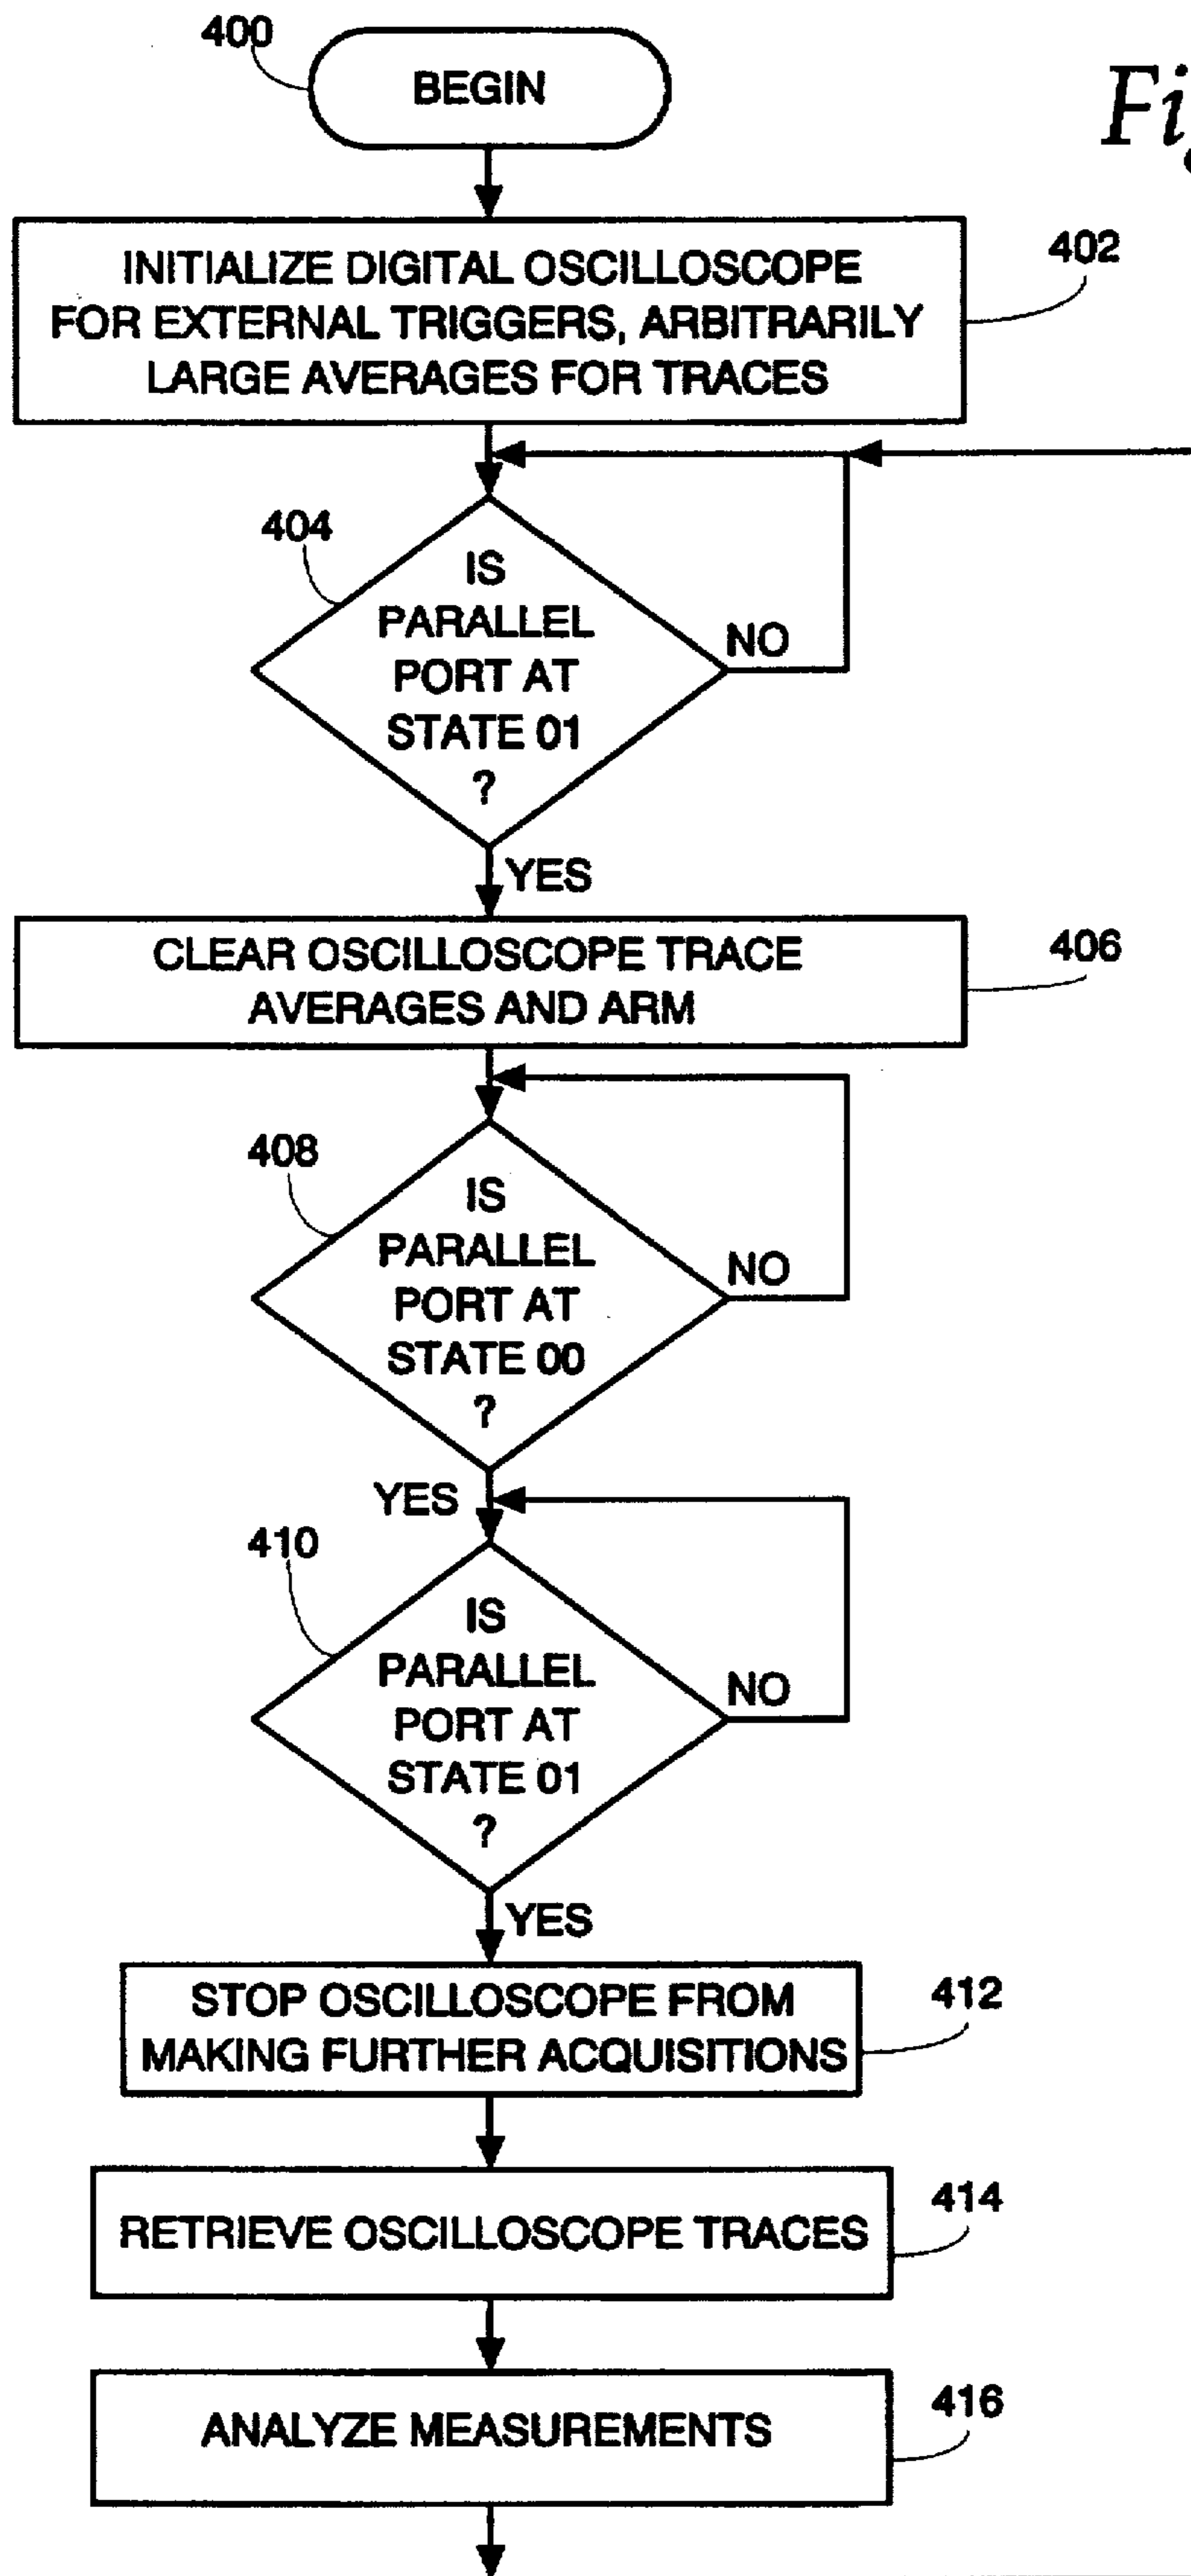 400
BEGIN
402
INITIALIZE DIGITAL OSCILLOSCOPE
FOR EXTERNAL TRIGGERS, ARBITRARILY
LARGE AVERAGES FOR TRACES
404
IS
PARALLEL
PORT AT
STATE 01
?
NO
YES
406
CLEAR OSCILLOSCOPE TRACE
AVERAGES AND ARM
408
IS
PARALLEL
PORT AT
STATE 00
?
NO
YES
410
IS
PARALLEL
PORT AT
STATE 01
?
NO
YES
412
STOP OSCILLOSCOPE FROM
MAKING FURTHER ACQUISITIONS
414
RETRIEVE OSCILLOSCOPE TRACES
416
ANALYZE MEASUREMENTS